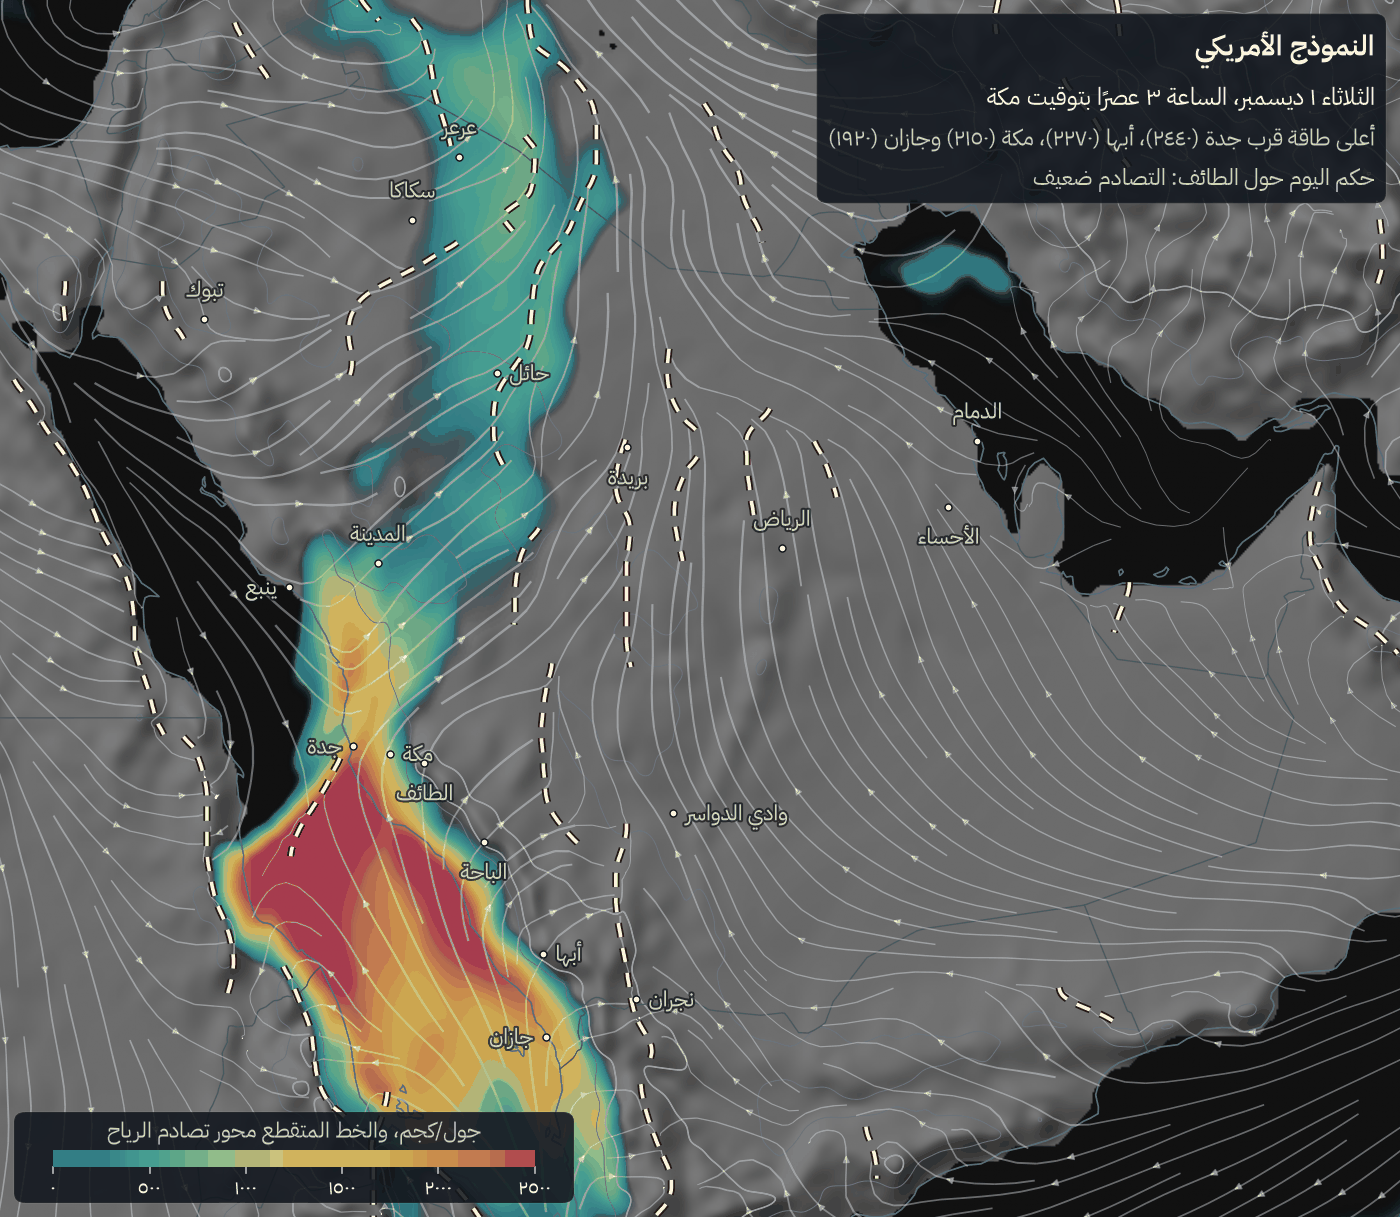 النموذج الأمريكي
الثلاثاء ١ ديسمبر، الساعة ٣ عصرًا بتوقيت مكة
أعلى طاقة قرب جدة (٢٤٤٠)، أبها (٢٢٧٠)، مكة (٢١٥٠) وجازان (١٩٢٠)
حكم اليوم حول الطائف: التصادم ضعيف
عرعر
سكاكا
تبوك
حائل
الدمام
بريدة
الرياض
الأحساء
المدينة
ينبع
جدة
مكة
الطائف
وادي الدواسر
الباحة
أبها
نجران
جازان
جول/كجم، والخط المتقطع محور تصادم الرياح
٠ ٥٠٠ ١٠٠٠ ١٥٠٠ ٢٠٠٠ ٢٥٠٠